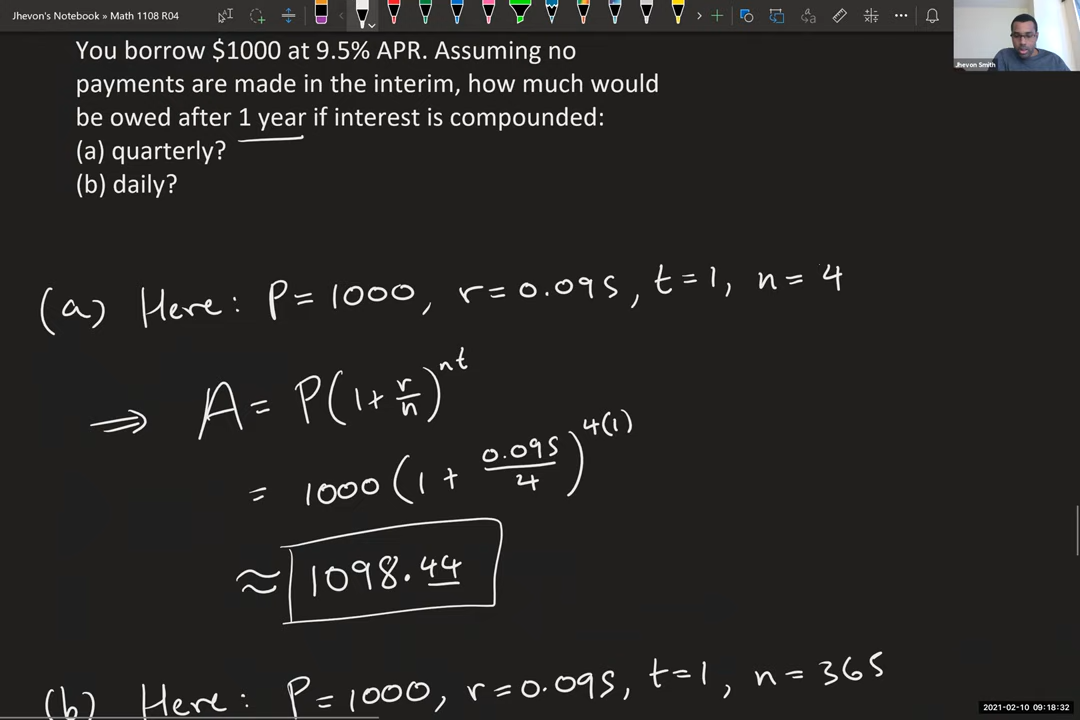 Jhevon's Notebook » Math 1108 R04
You borrow $1000 at 9.5% APR. Assuming no
payments are made in the interim, how much would
be owed after 1 year if interest is compounded:
(a) quarterly?
(b) daily?
Jhevon Smith
(a) Here: P = 1000, r = 0.095, t = 1, n = 4
⟹ A = P(1 + r/n)^nt
= 1000 (1 + 0.095/4)^4(1)
≈ 1098.44
(b) Here: P = 1000, r = 0.095, t = 1, n = 365
2021-02-10 09:18:32